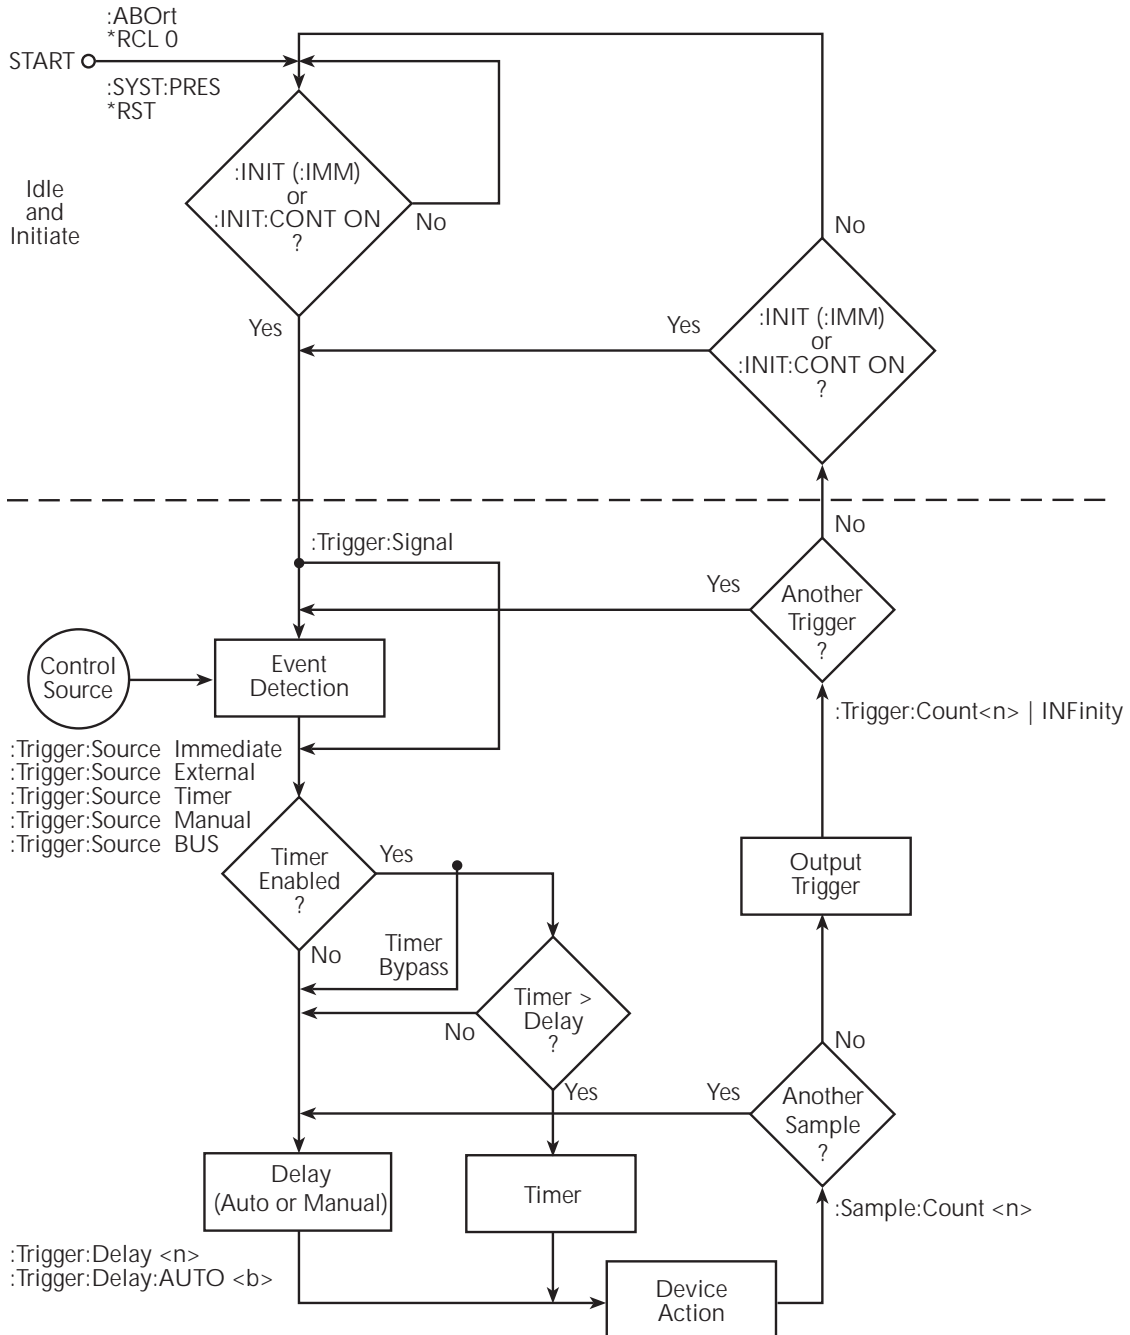 :ABOrt
*RCL 0
START
:SYST:PRES
*RST
Idle
and
Initiate
:INIT (:IMM)
or
:INIT:CONT ON
?
No
Yes
No
:INIT (:IMM)
or
:INIT:CONT ON
?
Yes
No
:Trigger:Signal
Yes
Another
Trigger
?
Control
Source
Event
Detection
:Trigger:Count<n> | INFinity
:Trigger:Source Immediate
:Trigger:Source External
:Trigger:Source Timer
:Trigger:Source Manual
:Trigger:Source BUS
Timer
Enabled
?
Yes
No
Timer
Bypass
Output
Trigger
Timer >
Delay
?
No
Yes
No
Yes
Another
Sample
?
Delay
(Auto or Manual)
Timer
:Sample:Count <n>
:Trigger:Delay <n>
:Trigger:Delay:AUTO <b>
Device
Action